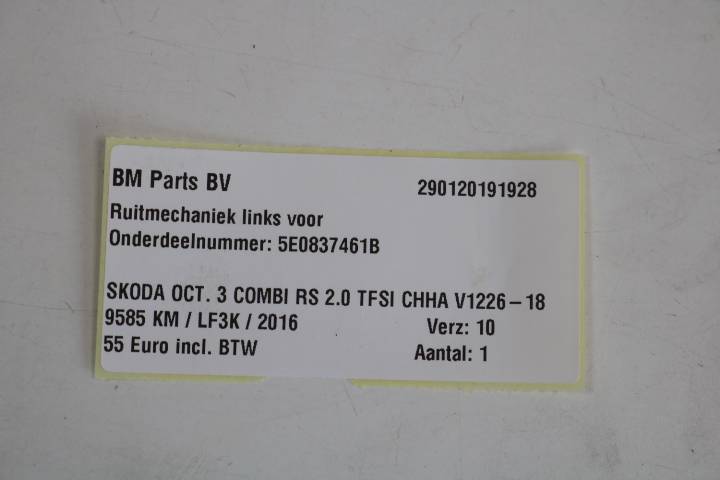 BM Parts BV 290120191928
Ruitmechaniek links voor
Onderdeelnummer: 5E0837461B
SKODA OCT. 3 COMBI RS 2.0 TFSI CHHA V1226-18
9585 KM / LF3K / 2016 Verz: 10
55 Euro incl. BTW Aantal: 1